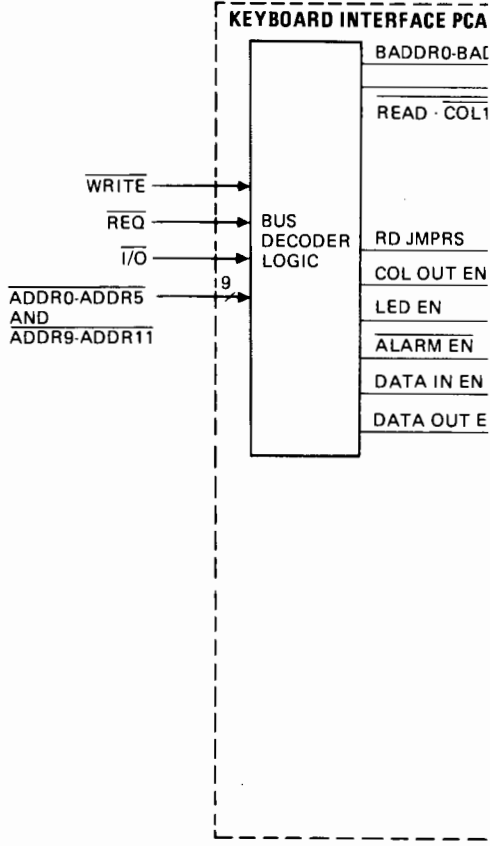 KEYBOARD INTERFACE PCA
BADDR0-BAD
READ · COL1
WRITE
REQ
I/O
9
ADDR0-ADDR5
AND
ADDR9-ADDR11
BUS
DECODER
LOGIC
RD JMPRS
COL OUT EN
LED EN
ALARM EN
DATA IN EN
DATA OUT E